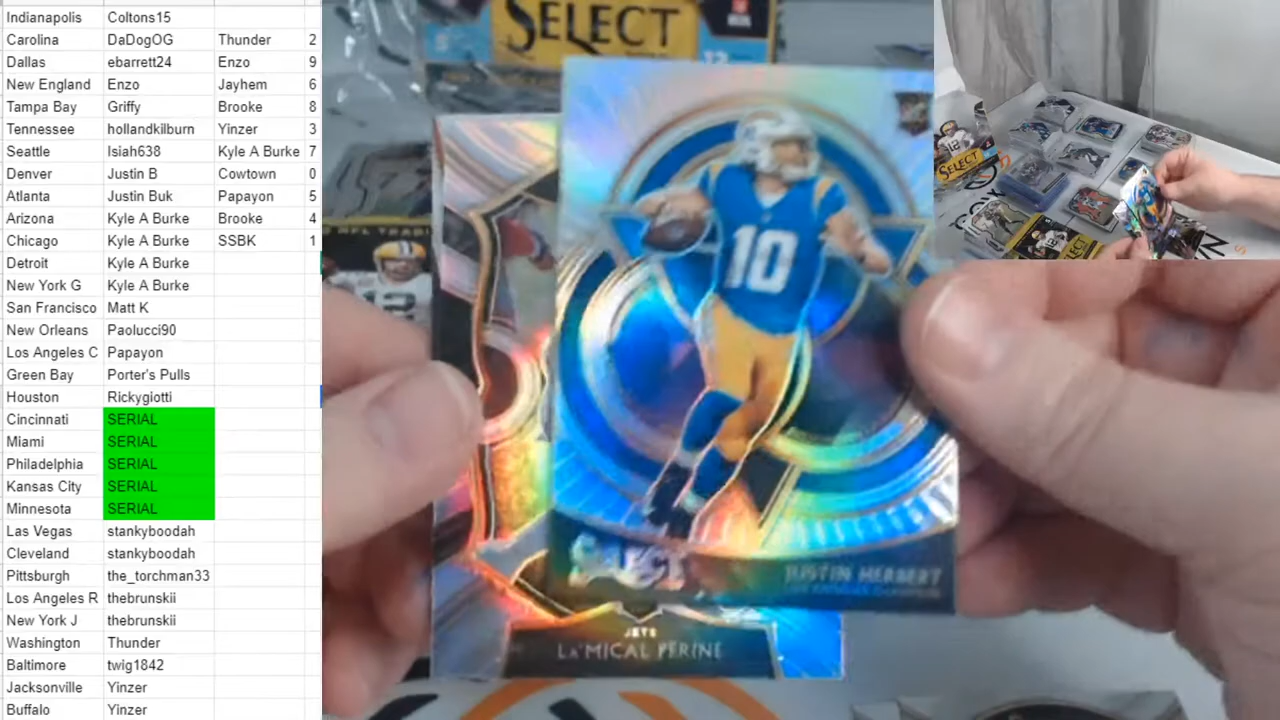 Indianapolis Coltons15
Carolina DaDogOG Thunder 2
Dallas ebarrett24 Enzo 9
New England Enzo Jayhem 6
Tampa Bay Griffy Brooke 8
Tennessee hollandkilburn Yinzer 3
Seattle Isiah638 Kyle A Burke 7
Denver Justin B Cowtown 0
Atlanta Justin Buk Papayon 5
Arizona Kyle A Burke Brooke 4
Chicago Kyle A Burke SSBK 1
Detroit Kyle A Burke
New York G Kyle A Burke
San Francisco Matt K
New Orleans Paolucci90
Los Angeles C Papayon
Green Bay Porter's Pulls
Houston Rickygiotti
Cincinnati SERIAL
Miami SERIAL
Philadelphia SERIAL
Kansas City SERIAL
Minnesota SERIAL
Las Vegas stankyboodah
Cleveland stankyboodah
Pittsburgh the_torchman33
Los Angeles R thebrunskii
New York J thebrunskii
Washington Thunder
Baltimore twig1842
Jacksonville Yinzer
Buffalo Yinzer
SELECT
10
SELECT
JUSTIN HERBERT
JETS
LA'MICAL PERINE
12
SELECT
12
SELECT